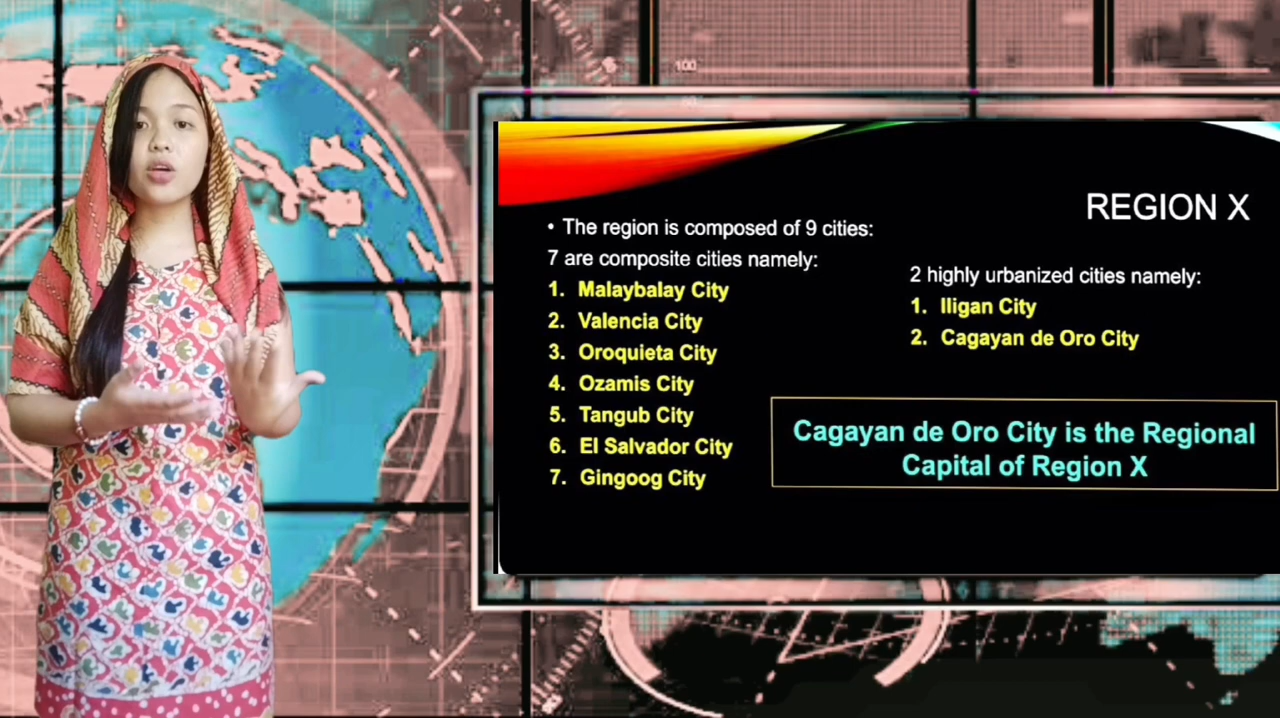 100
REGION X
• The region is composed of 9 cities:
7 are composite cities namely:
1. Malaybalay City
2. Valencia City
3. Oroquieta City
4. Ozamis City
5. Tangub City
6. El Salvador City
7. Gingoog City
2 highly urbanized cities namely:
1. Iligan City
2. Cagayan de Oro City
Cagayan de Oro City is the Regional
Capital of Region X